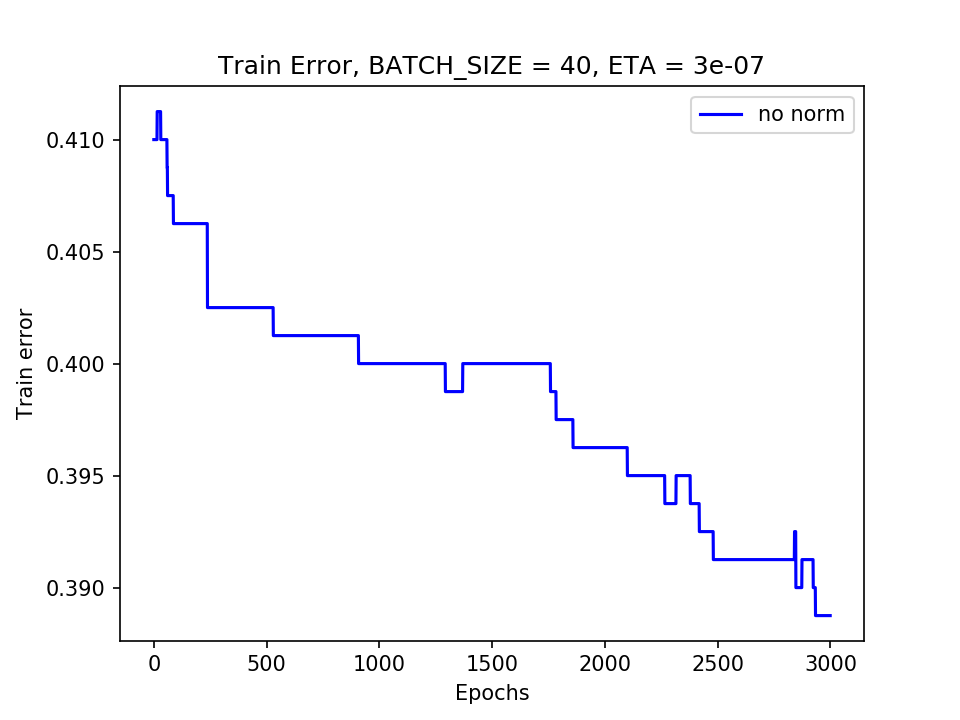 Train Error, BATCH_SIZE = 40, ETA = 3e-07
no norm
0.410
0.405
0.400
0.395
0.390
Train error
0 500 1000 1500 2000 2500 3000
Epochs